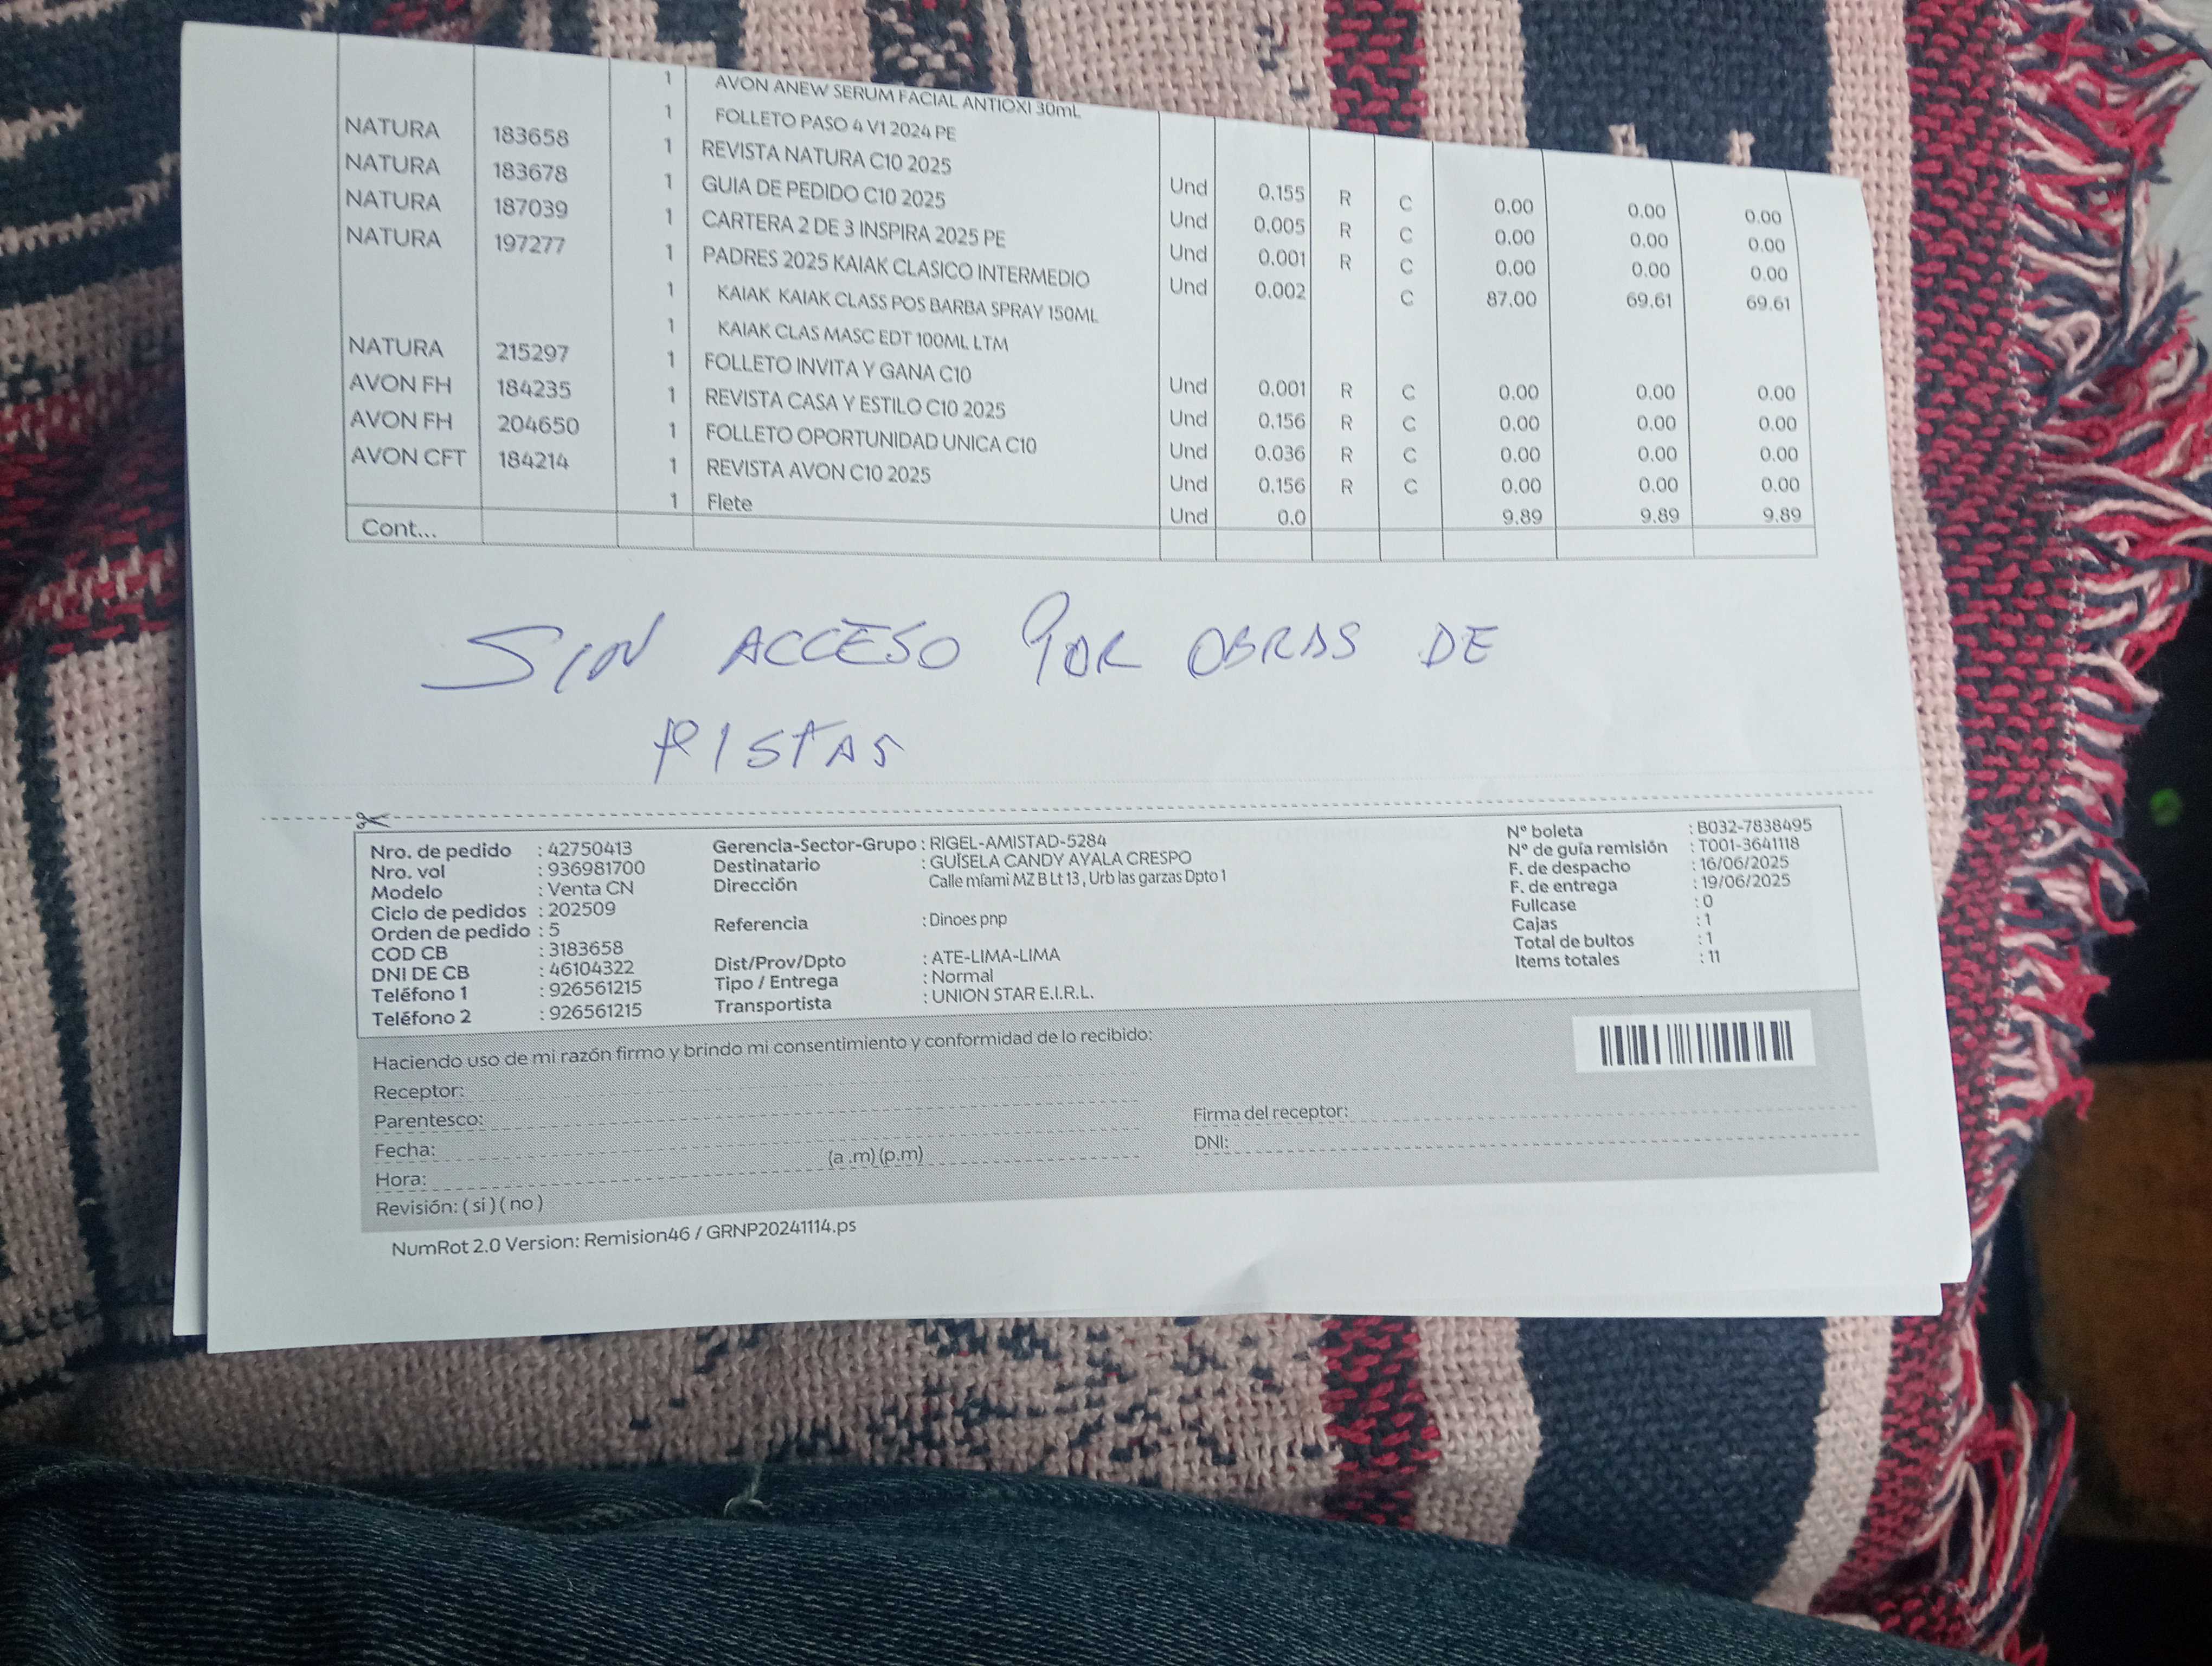 1 AVON ANEW SERUM FACIAL ANTIOXI 30mL
1 FOLLETO PASO 4 V1 2024 PE
NATURA 183658 1 REVISTA NATURA C10 2025 Und 0.155 R C 0.00 0.00 0.00
NATURA 183678 1 GUIA DE PEDIDO C10 2025 Und 0.005 R C 0.00 0.00 0.00
NATURA 187039 1 CARTERA 2 DE 3 INSPIRA 2025 PE Und 0.001 R C 0.00 0.00 0.00
NATURA 197277 1 PADRES 2025 KAIAK CLASICO INTERMEDIO Und 0.002 C 87.00 69.61 69.61
1 KAIAK KAIAK CLASS POS BARBA SPRAY 150ML
1 KAIAK CLAS MASC EDT 100ML LTM
NATURA 215297 1 FOLLETO INVITA Y GANA C10 Und 0.001 R C 0.00 0.00 0.00
AVON FH 184235 1 REVISTA CASA Y ESTILO C10 2025 Und 0.156 R C 0.00 0.00 0.00
AVON FH 204650 1 FOLLETO OPORTUNIDAD UNICA C10 Und 0.036 R C 0.00 0.00 0.00
AVON CFT 184214 1 REVISTA AVON C10 2025 Und 0.156 R C 0.00 0.00 0.00
1 Flete Und 0.0 9.89 9.89 9.89
Cont...
SIN ACCESO POR OBRAS DE
PISTAS
Nro. de pedido : 42750413
Nro. vol : 936981700
Modelo : Venta CN
Ciclo de pedidos : 202509
Orden de pedido : 5
COD CB : 3183658
DNI DE CB : 46104322
Teléfono 1 : 926561215
Teléfono 2 : 926561215
Gerencia-Sector-Grupo : RIGEL-AMISTAD-5284
Destinatario : GUISELA CANDY AYALA CRESPO
Dirección Calle miami MZ B Lt 13 , Urb las garzas Dpto 1
Referencia : Dinoes pnp
Dist/Prov/Dpto : ATE-LIMA-LIMA
Tipo / Entrega : Normal
Transportista : UNION STAR E.I.R.L.
N° boleta : B032-7838495
N° de guía remisión : T001-3641118
F. de despacho : 16/06/2025
F. de entrega : 19/06/2025
Fullcase : 0
Cajas : 1
Total de bultos : 1
Items totales : 11
Haciendo uso de mi razón firmo y brindo mi consentimiento y conformidad de lo recibido:
Receptor:
Parentesco:
Fecha:
Hora: (a .m) (p.m)
Revisión: ( si ) ( no )
Firma del receptor:
DNI:
NumRot 2.0 Version: Remision46 / GRNP20241114.ps